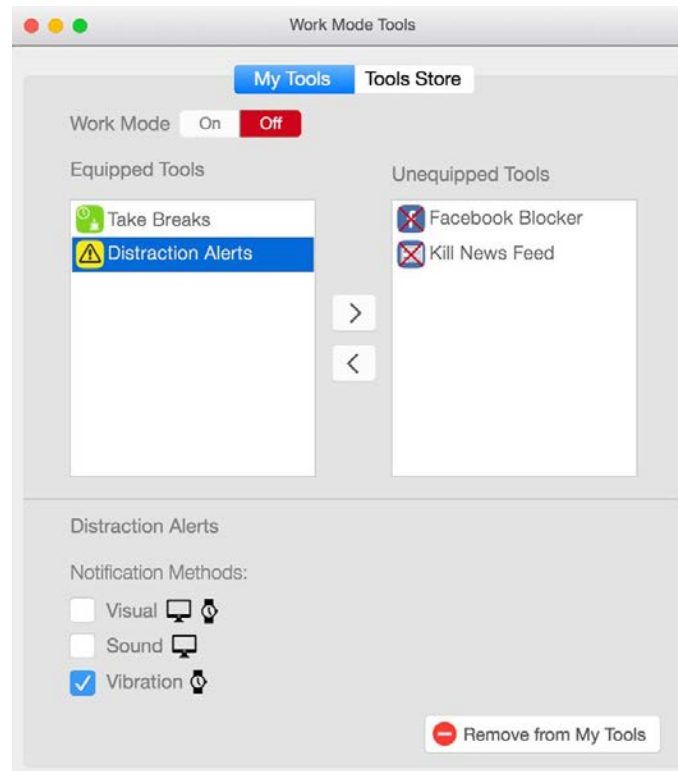 Work Mode Tools
My Tools Tools Store
Work Mode On Off
Equipped Tools
Unequipped Tools
Take Breaks
Facebook Blocker
Distraction Alerts
Kill News Feed
>
<
Distraction Alerts
Notification Methods:
Visual
Sound
Vibration
Remove from My Tools